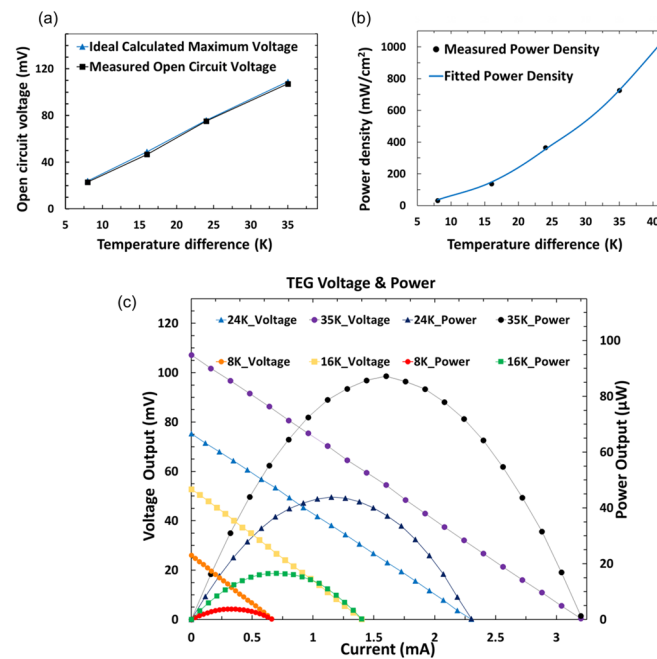 (a)
Ideal Calculated Maximum Voltage
Measured Open Circuit Voltage
Open circuit voltage (mV)
120
80
40
0
5 10 15 20 25 30 35
Temperature difference (K)
(b)
Measured Power Density
Fitted Power Density
Power density (mW/cm²)
1000
800
600
400
200
0
5 10 15 20 25 30 35 40
Temperature difference (K)
TEG Voltage & Power
(c)
24K_Voltage 35K_Voltage 24K_Power 35K_Power
8K_Voltage 16K_Voltage 8K_Power 16K_Power
Voltage Output (mV)
120
100
80
60
40
20
0
0 0.5 1 1.5 2 2.5 3
Current (mA)
100
80
60
40
20
0
Power Output (µW)